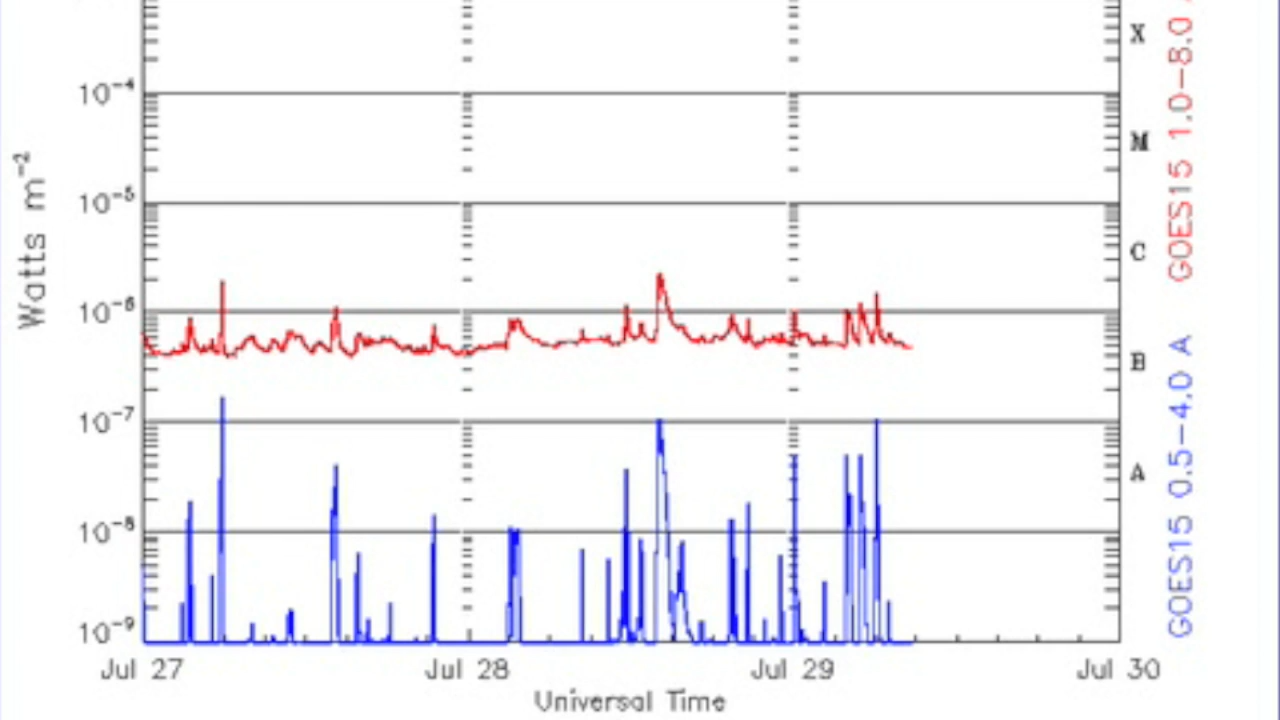 X
10⁻⁴
M
10⁻⁵
C
10⁻⁶
B
10⁻⁷
A
10⁻⁸
10⁻⁹
Watts m⁻²
GOES15 1.0-8.0
GOES15 0.5-4.0 A
Jul 27 Jul 28 Jul 29 Jul 30
Universal Time